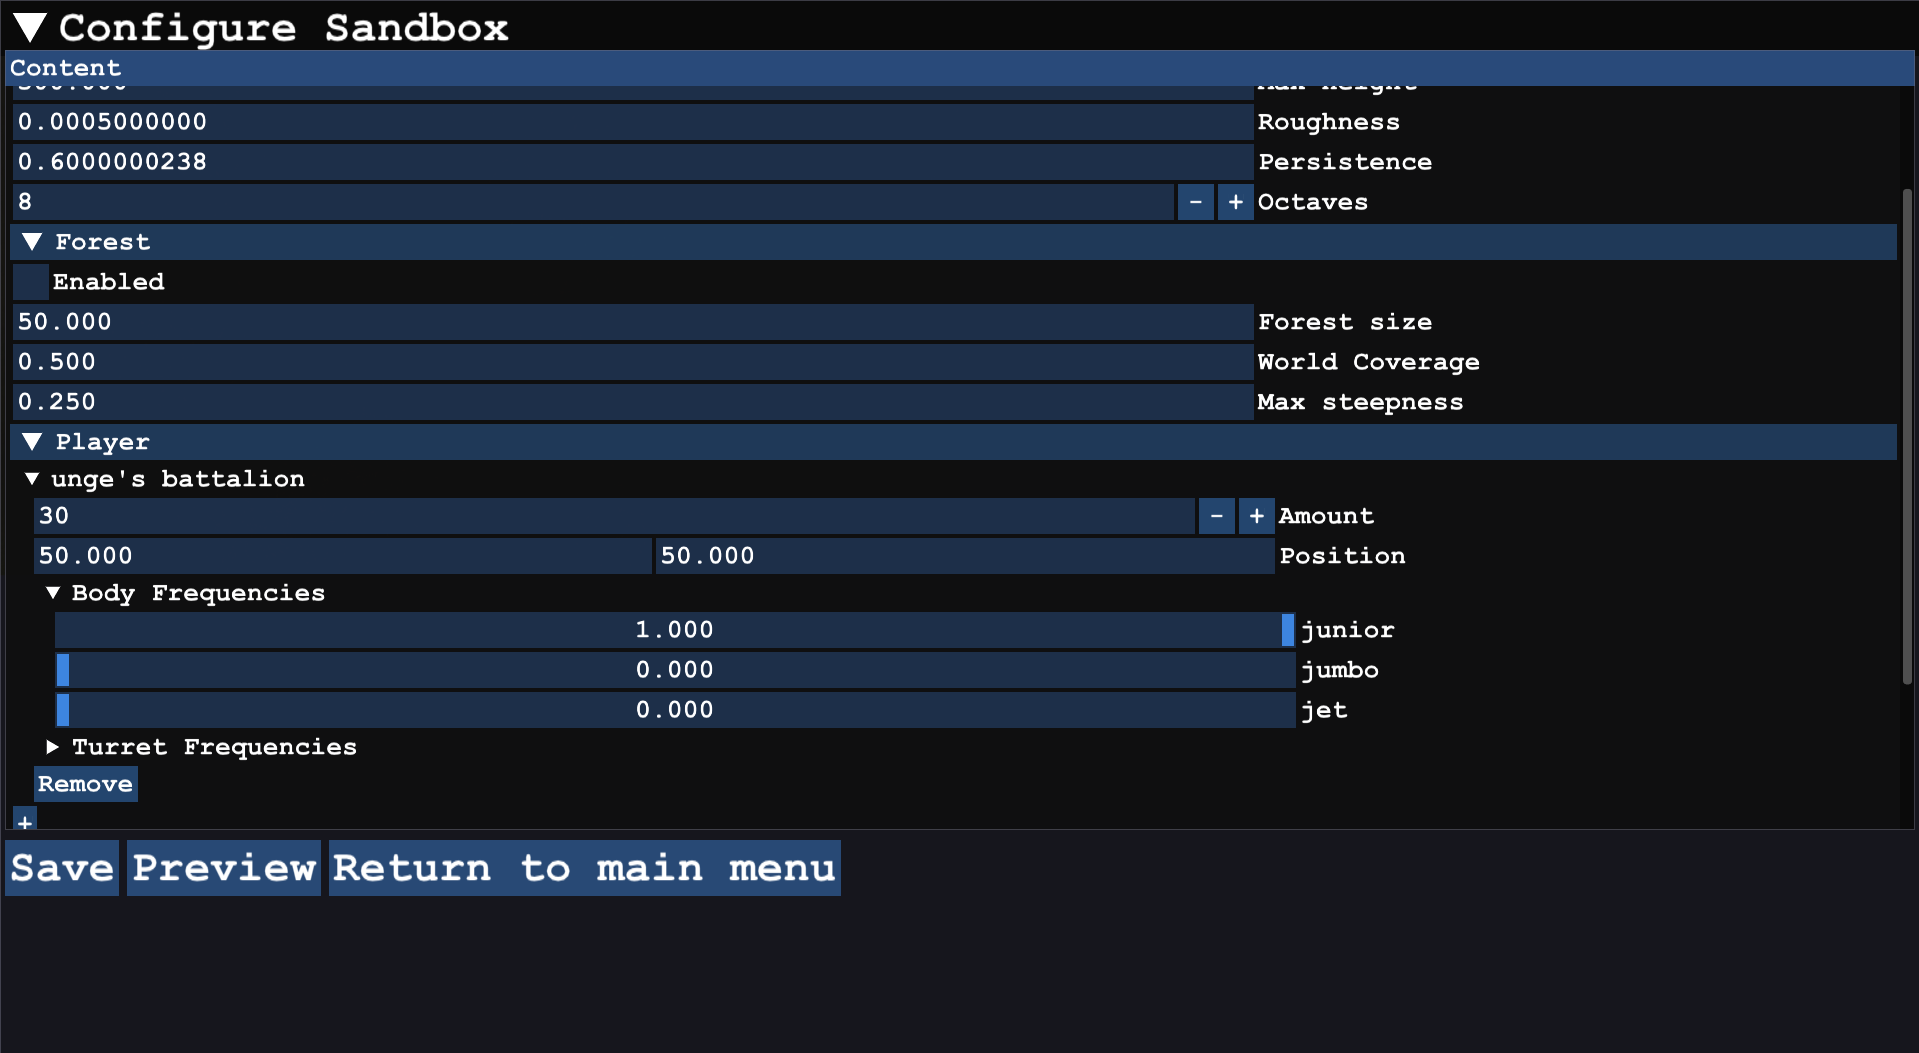 Configure Sandbox
Content
0.0005000000 Roughness
0.6000000238 Persistence
8 - + Octaves
Forest
Enabled
50.000 Forest size
0.500 World Coverage
0.250 Max steepness
Player
unge's battalion
30 - + Amount
50.000 50.000 Position
Body Frequencies
1.000 junior
0.000 jumbo
0.000 jet
Turret Frequencies
Remove
+
Save Preview Return to main menu